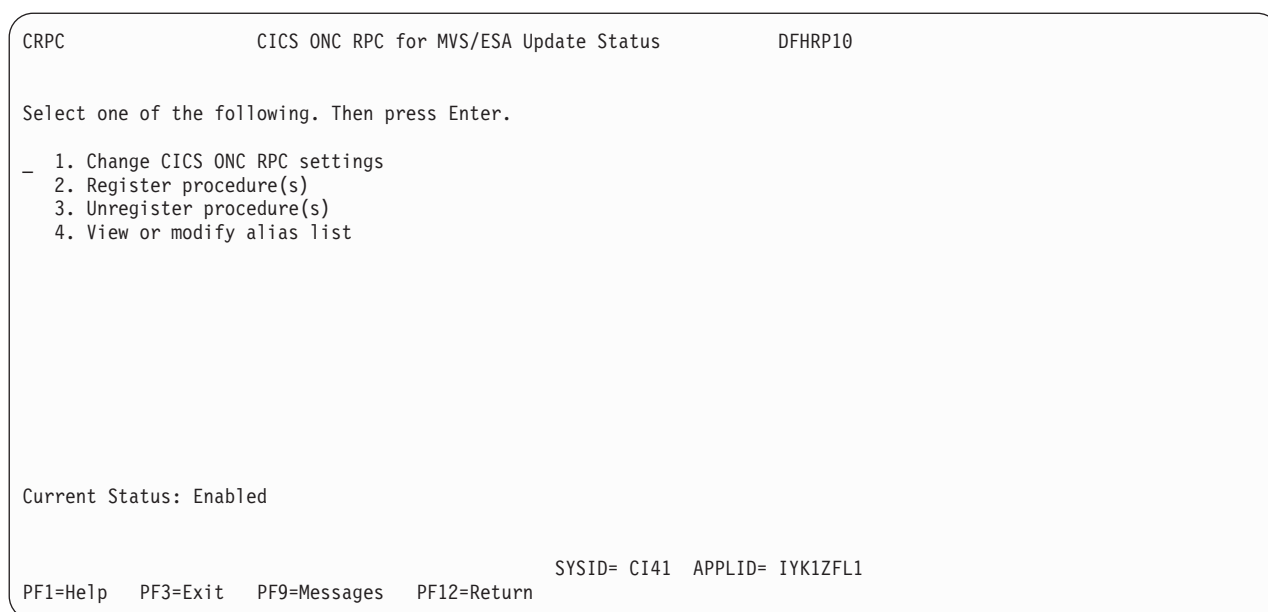 CRPC CICS ONC RPC for MVS/ESA Update Status DFHRP10
Select one of the following. Then press Enter.
_ 1. Change CICS ONC RPC settings
2. Register procedure(s)
3. Unregister procedure(s)
4. View or modify alias list
Current Status: Enabled
SYSID= CI41 APPLID= IYK1ZFL1
PF1=Help PF3=Exit PF9=Messages PF12=Return